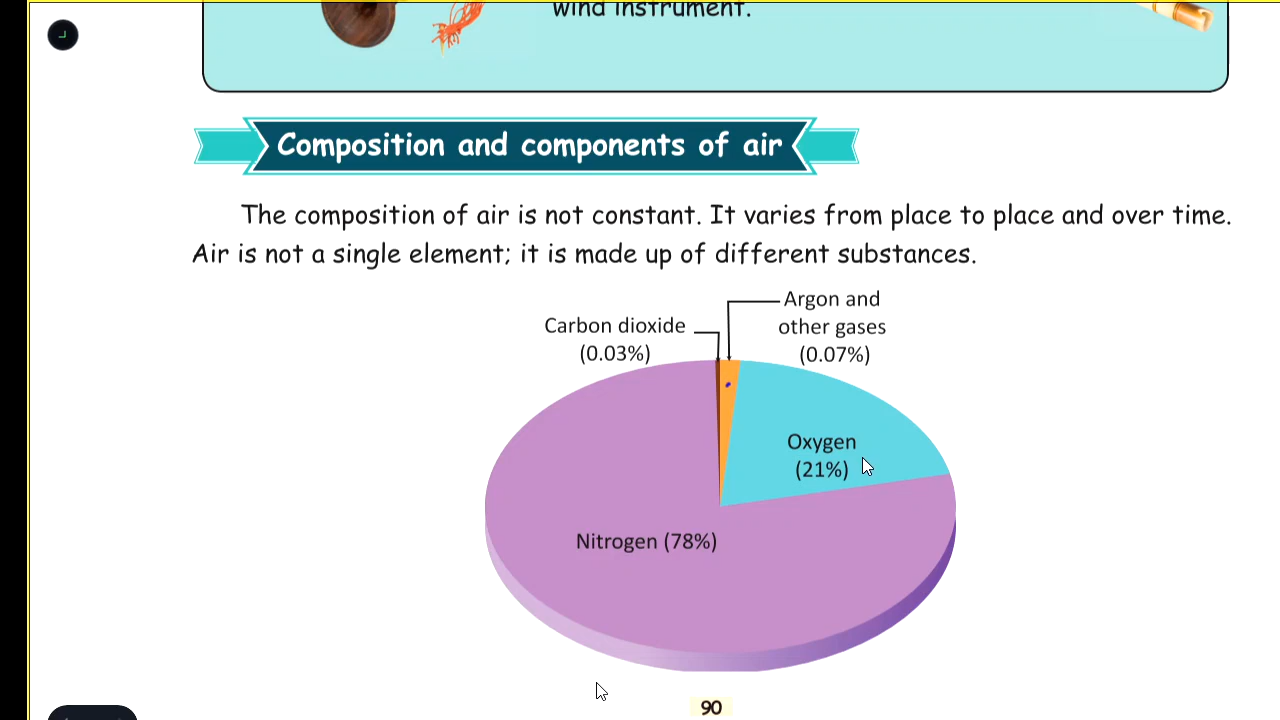 wind instrument.
Composition and components of air
The composition of air is not constant. It varies from place to place and over time.
Air is not a single element; it is made up of different substances.
Argon and
other gases
(0.07%)
Carbon dioxide
(0.03%)
Oxygen
(21%)
Nitrogen (78%)
90